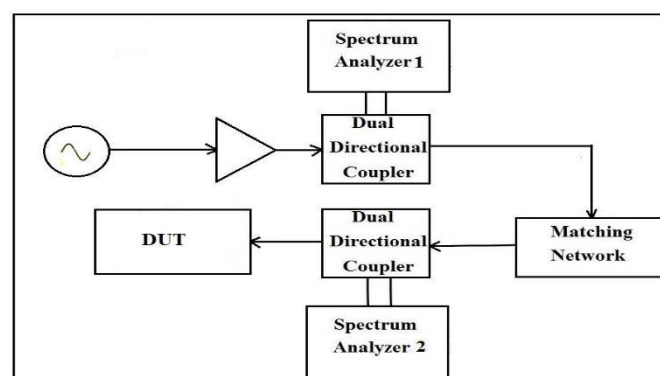 Spectrum
Analyzer 1
Dual
Directional
Coupler
Matching
Network
Dual
Directional
Coupler
DUT
Spectrum
Analyzer 2